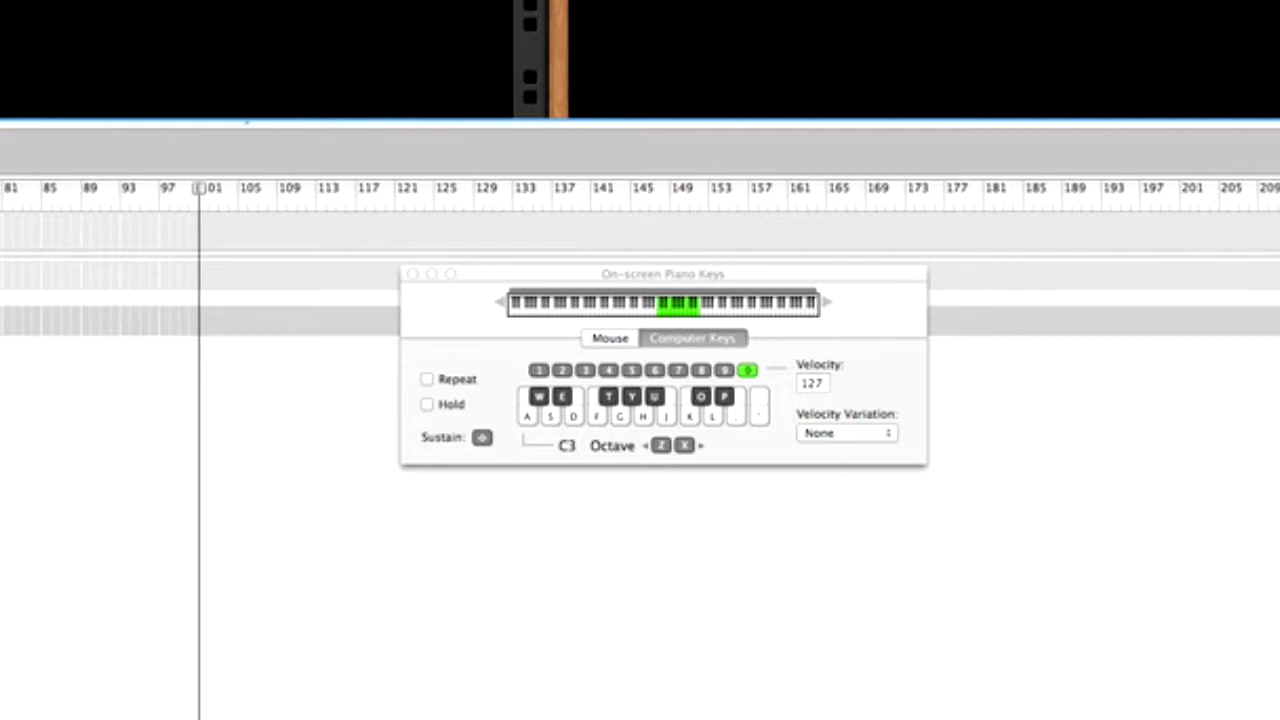 81 85 89 93 97 01 105 109 113 117 121 125 129 133 137 141 145 149 153 157 161 165 169 173 177 181 185 189 193 197 201 205 209
On-screen Piano Keys
Mouse Computer Keys
1 2 3 4 5 6 7 8 9 0
Velocity:
127
Repeat
W E T Y U O P
Hold
A S D F G H J K L
Velocity Variation:
None
Sustain:
C3 Octave Z X